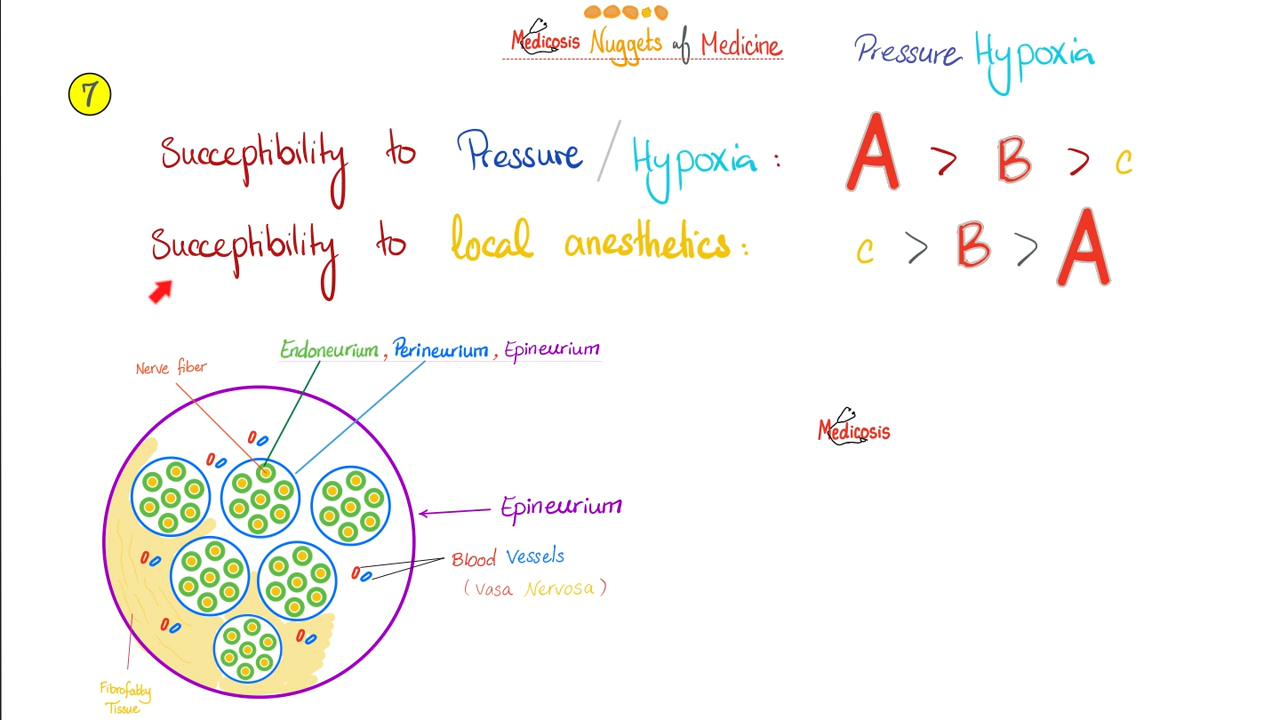 Medicosis Nuggets of Medicine
Pressure Hypoxia
7
Succeptibility to Pressure / Hypoxia : A > B > c
Succeptibility to local anesthetics : c > B > A
Endoneurium , Perineurium , Epineurium
Nerve fiber
Medicosis
Epineurium
Blood Vessels
(Vasa Nervosa)
Fibrofatty
Tissue